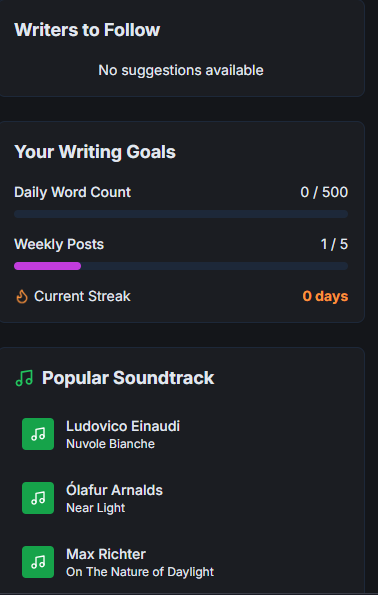 Writers to Follow
No suggestions available
Your Writing Goals
Daily Word Count 0 / 500
Weekly Posts 1 / 5
Current Streak 0 days
Popular Soundtrack
Ludovico Einaudi
Nuvole Bianche
Ólafur Arnalds
Near Light
Max Richter
On The Nature of Daylight